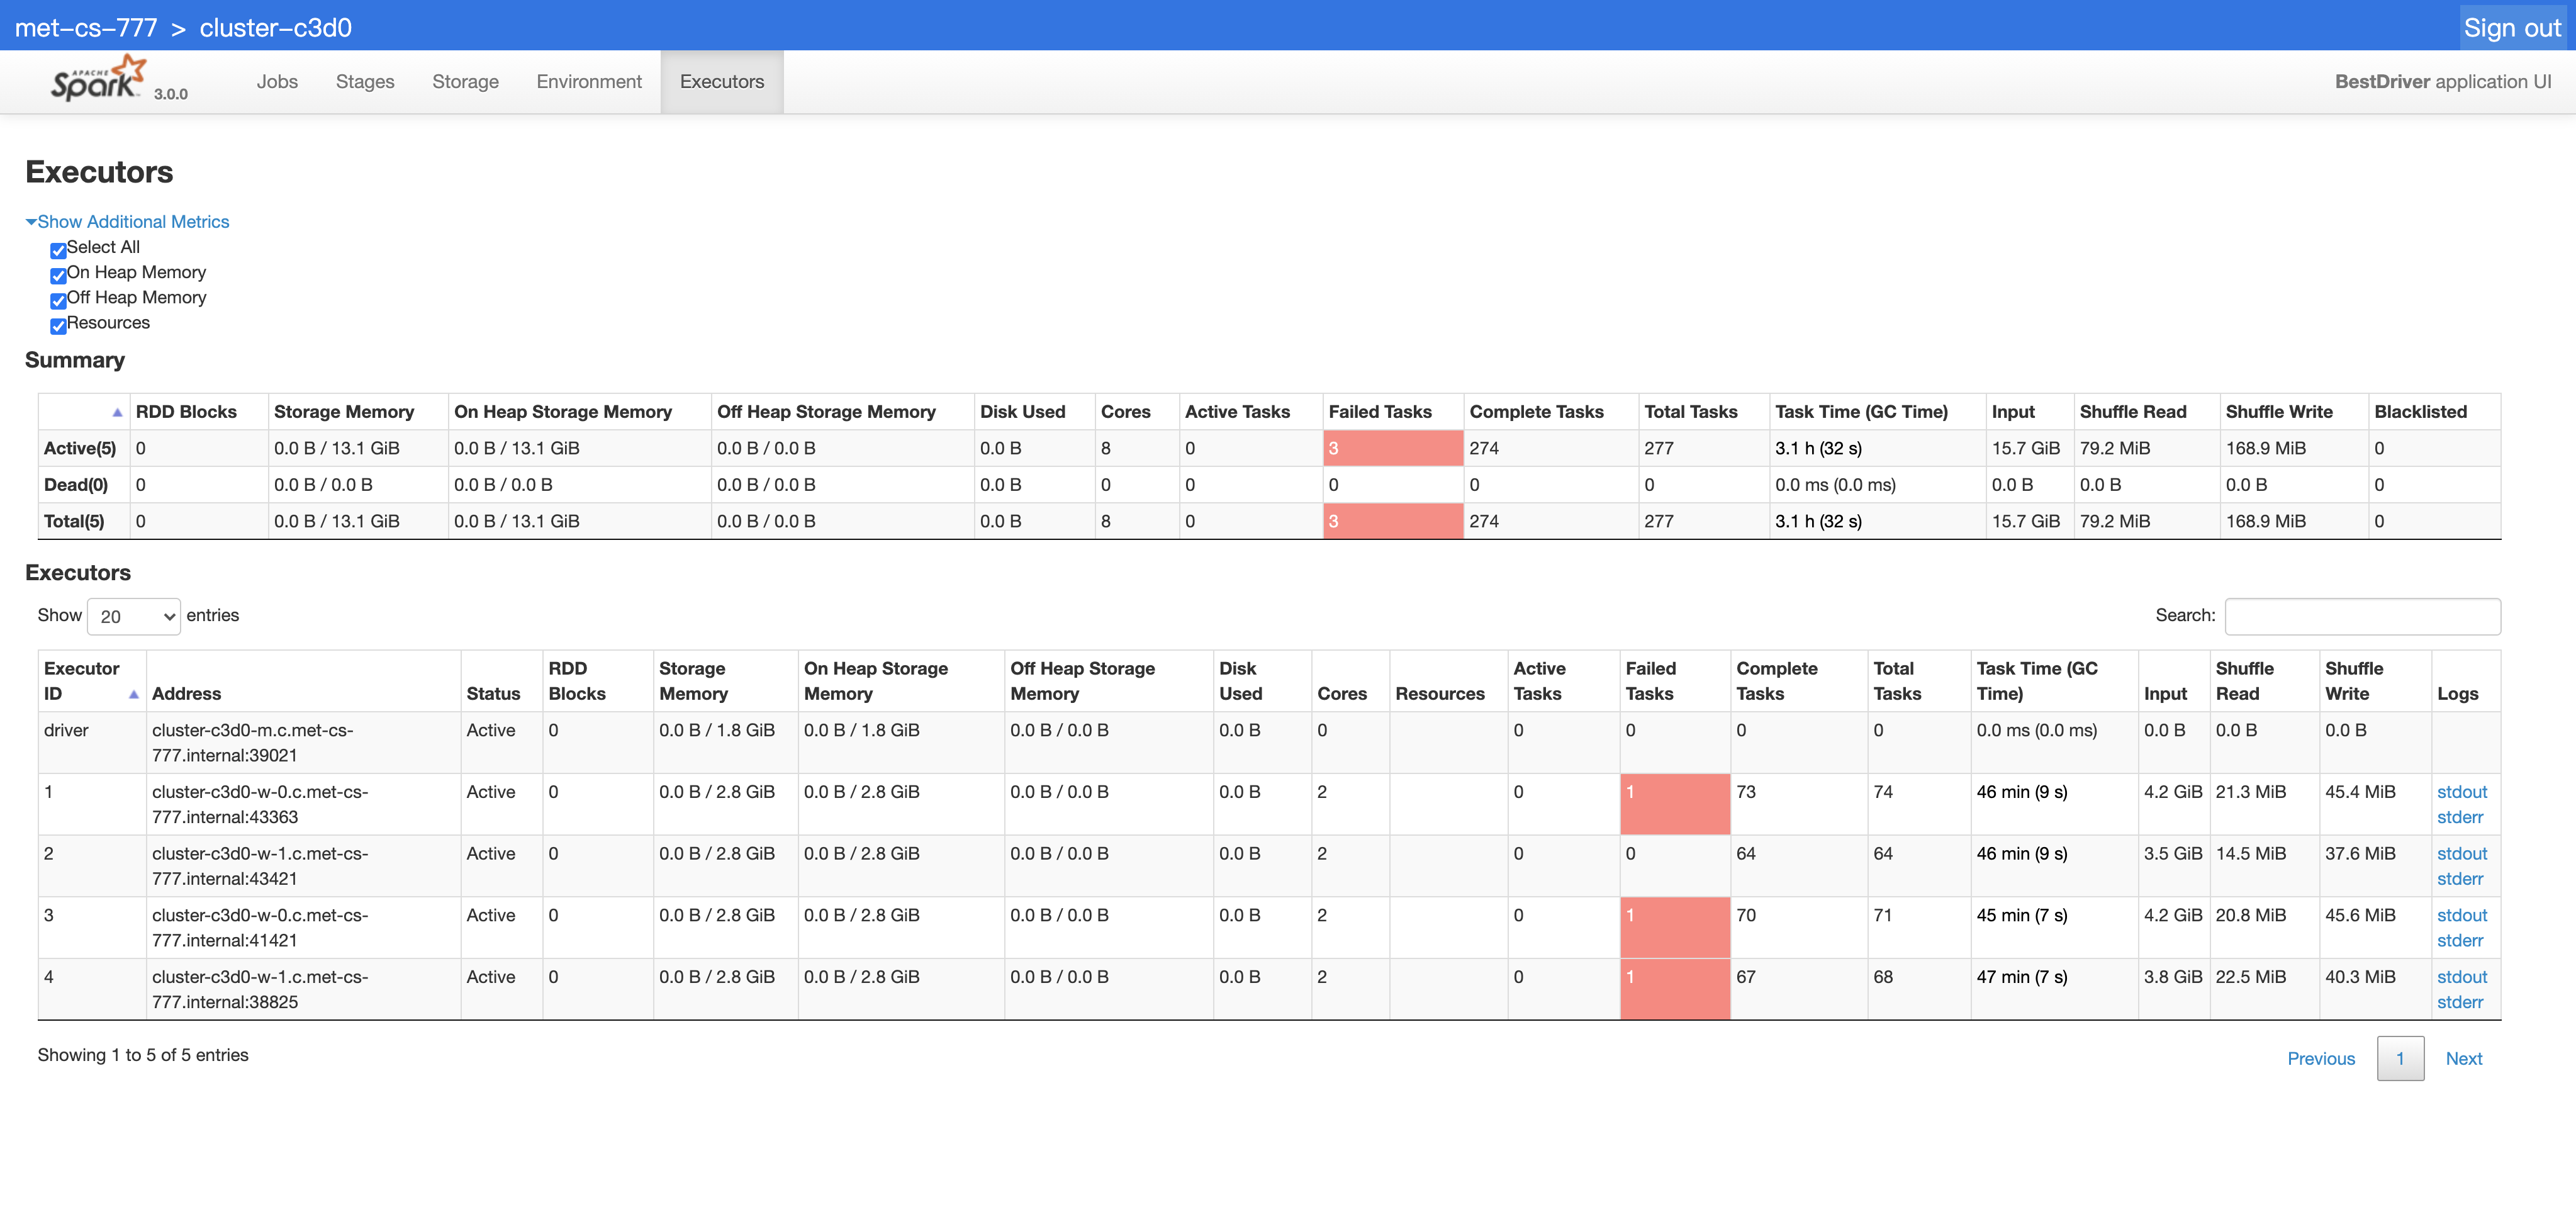 met-cs-777 > cluster-c3d0 Sign out
APACHE Spark 3.0.0 Jobs Stages Storage Environment Executors BestDriver application UI
Executors
Show Additional Metrics
Select All
On Heap Memory
Off Heap Memory
Resources
Summary
RDD Blocks Storage Memory On Heap Storage Memory Off Heap Storage Memory Disk Used Cores Active Tasks Failed Tasks Complete Tasks Total Tasks Task Time (GC Time) Input Shuffle Read Shuffle Write Blacklisted
Active(5) 0 0.0 B / 13.1 GiB 0.0 B / 13.1 GiB 0.0 B / 0.0 B 0.0 B 8 0 3 274 277 3.1 h (32 s) 15.7 GiB 79.2 MiB 168.9 MiB 0
Dead(0) 0 0.0 B / 0.0 B 0.0 B / 0.0 B 0.0 B / 0.0 B 0.0 B 0 0 0 0 0 0.0 ms (0.0 ms) 0.0 B 0.0 B 0.0 B 0
Total(5) 0 0.0 B / 13.1 GiB 0.0 B / 13.1 GiB 0.0 B / 0.0 B 0.0 B 8 0 3 274 277 3.1 h (32 s) 15.7 GiB 79.2 MiB 168.9 MiB 0
Executors
Show 20 entries Search:
Executor RDD Storage On Heap Storage Off Heap Storage Disk Active Failed Complete Total Task Time (GC Shuffle Shuffle
ID Address Status Blocks Memory Memory Memory Used Cores Resources Tasks Tasks Tasks Tasks Time) Input Read Write Logs
driver cluster-c3d0-m.c.met-cs- Active 0 0.0 B / 1.8 GiB 0.0 B / 1.8 GiB 0.0 B / 0.0 B 0.0 B 0 0 0 0 0 0.0 ms (0.0 ms) 0.0 B 0.0 B 0.0 B
777.internal:39021
1 cluster-c3d0-w-0.c.met-cs- Active 0 0.0 B / 2.8 GiB 0.0 B / 2.8 GiB 0.0 B / 0.0 B 0.0 B 2 0 1 73 74 46 min (9 s) 4.2 GiB 21.3 MiB 45.4 MiB stdout
777.internal:43363 stderr
2 cluster-c3d0-w-1.c.met-cs- Active 0 0.0 B / 2.8 GiB 0.0 B / 2.8 GiB 0.0 B / 0.0 B 0.0 B 2 0 0 64 64 46 min (9 s) 3.5 GiB 14.5 MiB 37.6 MiB stdout
777.internal:43421 stderr
3 cluster-c3d0-w-0.c.met-cs- Active 0 0.0 B / 2.8 GiB 0.0 B / 2.8 GiB 0.0 B / 0.0 B 0.0 B 2 0 1 70 71 45 min (7 s) 4.2 GiB 20.8 MiB 45.6 MiB stdout
777.internal:41421 stderr
4 cluster-c3d0-w-1.c.met-cs- Active 0 0.0 B / 2.8 GiB 0.0 B / 2.8 GiB 0.0 B / 0.0 B 0.0 B 2 0 1 67 68 47 min (7 s) 3.8 GiB 22.5 MiB 40.3 MiB stdout
777.internal:38825 stderr
Showing 1 to 5 of 5 entries Previous 1 Next